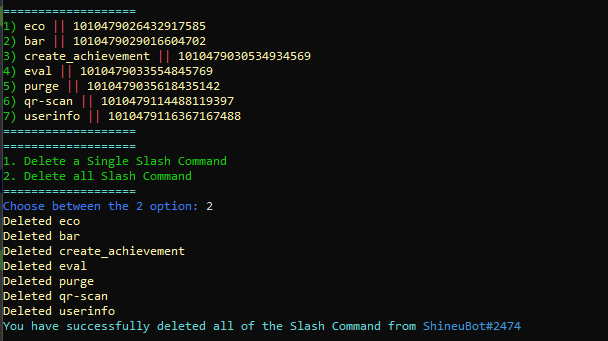 ===================
1) eco || 1010479026432917585
2) bar || 1010479029016604702
3) create_achievement || 1010479030534934569
4) eval || 1010479033554845769
5) purge || 1010479035618435142
6) qr-scan || 1010479114488119397
7) userinfo || 1010479116367167488
===================
===================
1. Delete a Single Slash Command
2. Delete all Slash Command
===================
Choose between the 2 option: 2
Deleted eco
Deleted bar
Deleted create_achievement
Deleted eval
Deleted purge
Deleted qr-scan
Deleted userinfo
You have successfully deleted all of the Slash Command from ShineuBot#2474